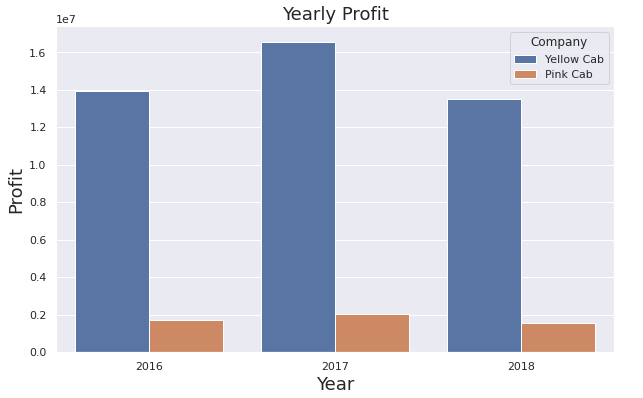 Yearly Profit
1e7
Company
Yellow Cab
Pink Cab
1.6
1.4
1.2
1.0
0.8
0.6
0.4
0.2
0.0
Profit
2016
2017
2018
Year